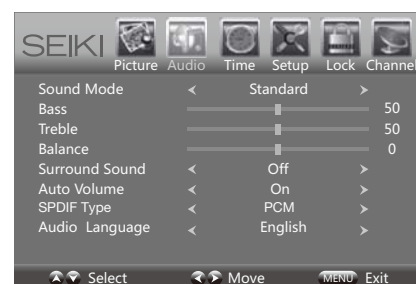 SEIKI
Picture Audio Time Setup Lock Channel
Sound Mode Standard
Bass 50
Treble 50
Balance 0
Surround Sound Off
Auto Volume On
SPDIF Type PCM
Audio Language English
Select Move MENU Exit